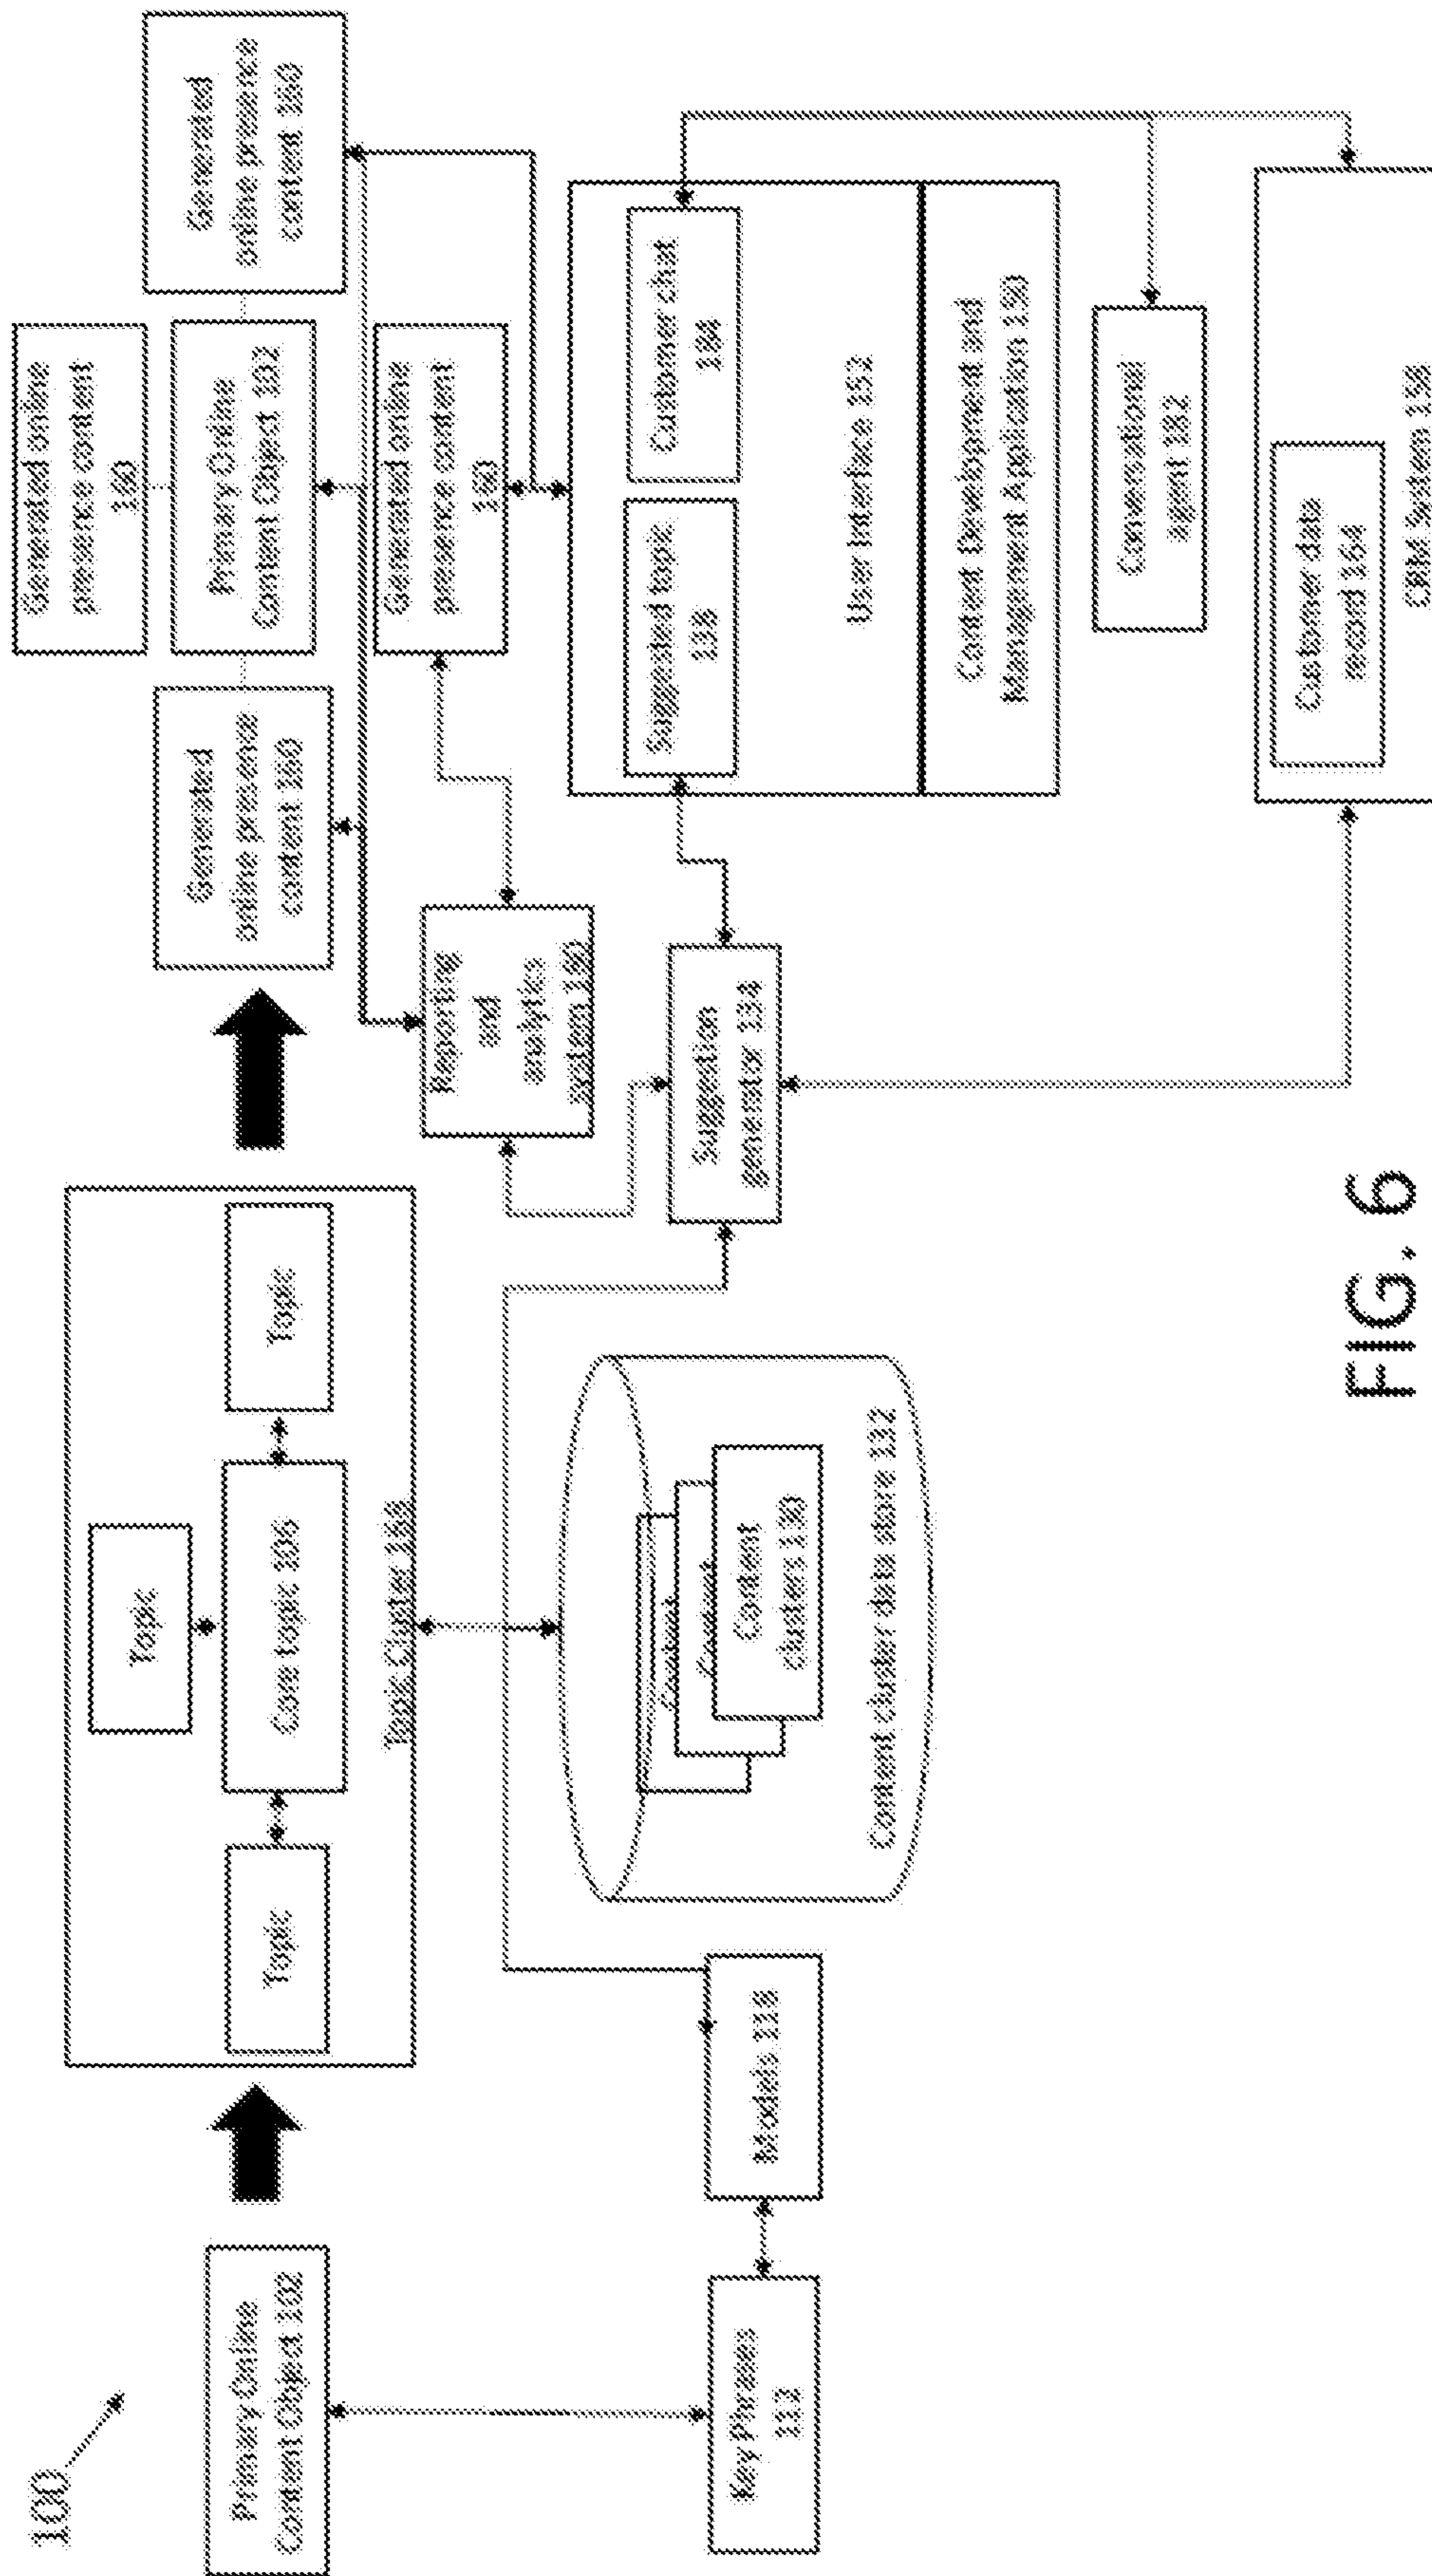 100
Primary Online
Content Object 102
Key Phrases
112
Models 118
Topic
Topic
Core topic 106
Topic
Topic Cluster 168
Content
clusters 130
Content cluster data store 132
Generated
online presence
content 160
Generated online
presence content
160
Primary Online
Content Object 102
Generated
online presence
content 160
Generated online
presence content
160
Reporting
and
analytics
system 180
Suggestion
generator 134
Suggested topic
138
Customer chat
184
User Interface 152
Content Development and
Management Application 150
Conversational
agent 182
Customer data
record 164
CRM System 158
FIG. 6